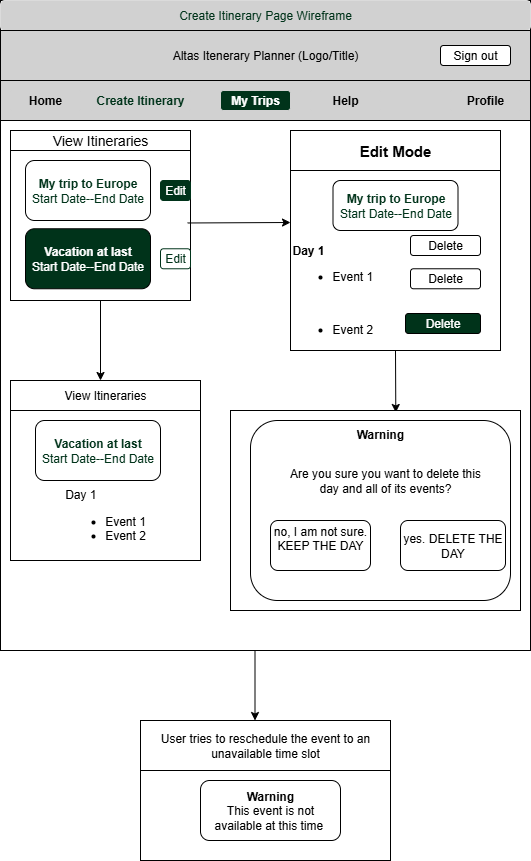 Create Itinerary Page Wireframe
Altas Itenerary Planner (Logo/Title)
Sign out
Home
Create Itinerary
My Trips
Help
Profile
View Itineraries
My trip to Europe
Start Date--End Date
Edit
Vacation at last
Start Date--End Date
Edit
Edit Mode
My trip to Europe
Start Date--End Date
Day 1
Delete
Event 1
Delete
Event 2
Delete
View Itineraries
Vacation at last
Start Date--End Date
Day 1
Event 1
Event 2
Warning
Are you sure you want to delete this
day and all of its events?
no, I am not sure.
KEEP THE DAY
yes. DELETE THE
DAY
User tries to reschedule the event to an
unavailable time slot
Warning
This event is not
available at this time